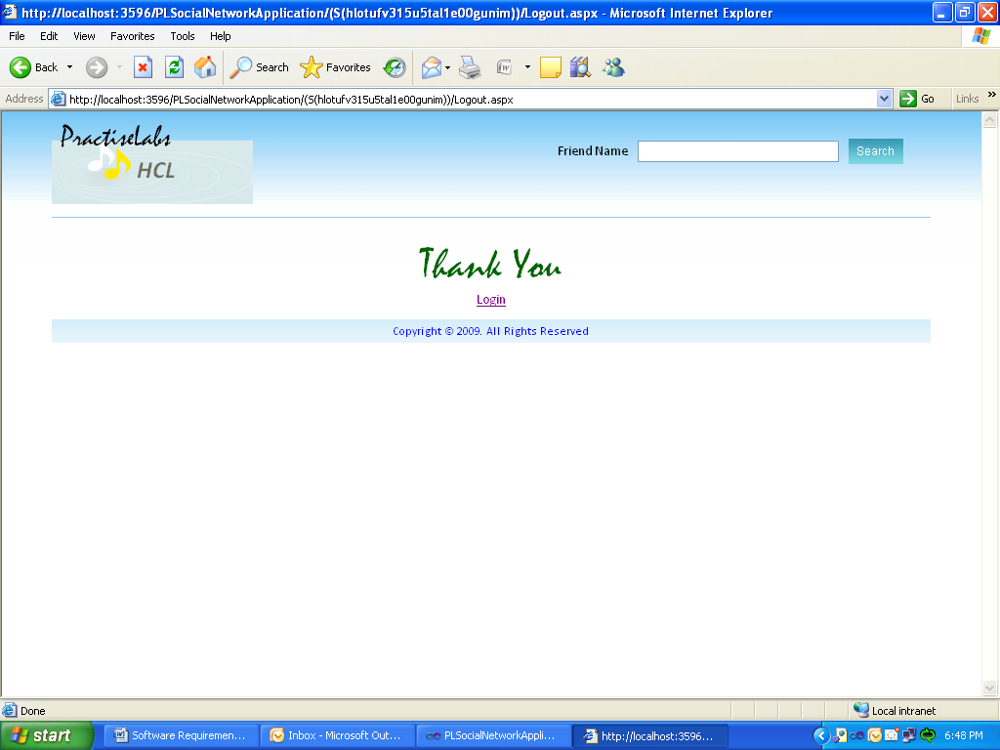 http://localhost:3596/PLSocialNetworkApplication/(S(hlotufv315u5tal1e00gunim))/Logout.aspx - Microsoft Internet Explorer
File Edit View Favorites Tools Help
Back Search Favorites
Address http://localhost:3596/PLSocialNetworkApplication/(S(hlotufv315u5tal1e00gunim))/Logout.aspx Go Links
PractiseLabs
HCL
Friend Name Search
Thank You
Login
Copyright © 2009. All Rights Reserved
Done Local intranet
start Software Requiremen... Inbox - Microsoft Out... PLSocialNetworkAppli... http://localhost:3596... 6:48 PM